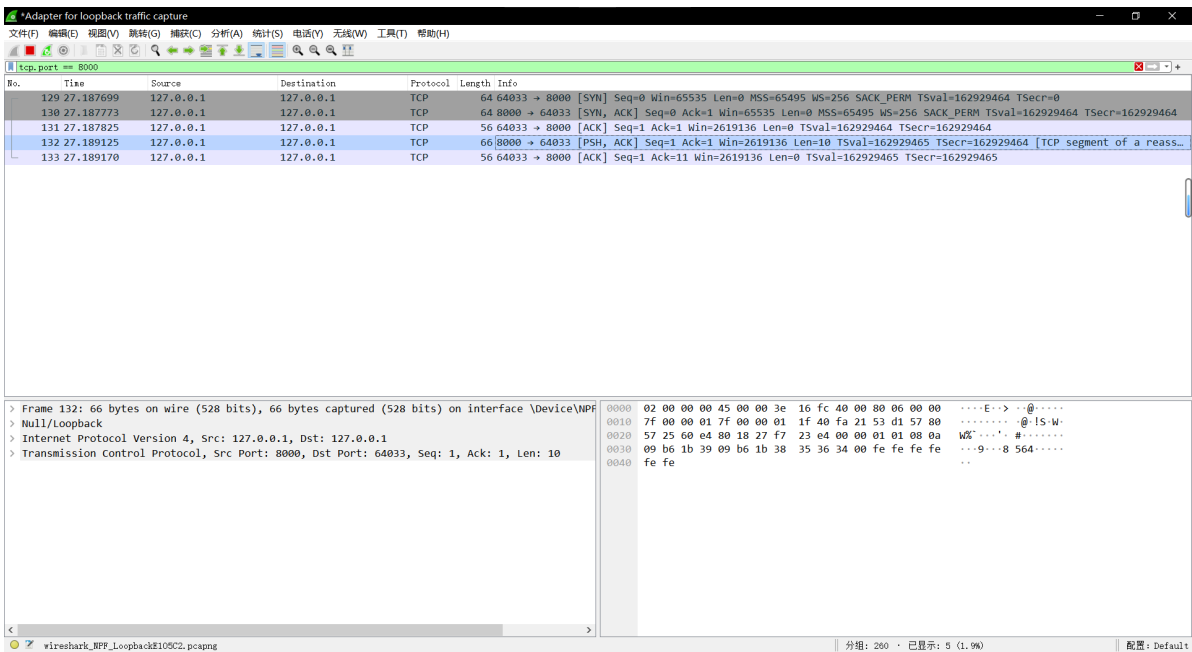 *Adapter for loopback traffic capture
文件(F) 编辑(E) 视图(V) 跳转(G) 捕获(C) 分析(A) 统计(S) 电话(Y) 无线(W) 工具(T) 帮助(H)
tcp.port == 8000
No. Time Source Destination Protocol Length Info
129 27.187699 127.0.0.1 127.0.0.1 TCP 64 64033 → 8000 [SYN] Seq=0 Win=65535 Len=0 MSS=65495 WS=256 SACK_PERM TSval=162929464 TSecr=0
130 27.187773 127.0.0.1 127.0.0.1 TCP 64 8000 → 64033 [SYN, ACK] Seq=0 Ack=1 Win=65535 Len=0 MSS=65495 WS=256 SACK_PERM TSval=162929464 TSecr=162929464
131 27.187825 127.0.0.1 127.0.0.1 TCP 56 64033 → 8000 [ACK] Seq=1 Ack=1 Win=2619136 Len=0 TSval=162929464 TSecr=162929464
132 27.189125 127.0.0.1 127.0.0.1 TCP 66 8000 → 64033 [PSH, ACK] Seq=1 Ack=1 Win=2619136 Len=10 TSval=162929465 TSecr=162929464 [TCP segment of a reass…
133 27.189170 127.0.0.1 127.0.0.1 TCP 56 64033 → 8000 [ACK] Seq=1 Ack=11 Win=2619136 Len=0 TSval=162929465 TSecr=162929465
Frame 132: 66 bytes on wire (528 bits), 66 bytes captured (528 bits) on interface \Device\NPF
Null/Loopback
Internet Protocol Version 4, Src: 127.0.0.1, Dst: 127.0.0.1
Transmission Control Protocol, Src Port: 8000, Dst Port: 64033, Seq: 1, Ack: 1, Len: 10
0000 02 00 00 00 45 00 00 3e 16 fc 40 00 80 06 00 00 ····E··> ··@·····
0010 7f 00 00 01 7f 00 00 01 1f 40 fa 21 53 d1 57 80 ········ ·@·!S·W·
0020 57 25 60 e4 80 18 27 f7 23 e4 00 00 01 01 08 0a W%`···'· #·······
0030 09 b6 1b 39 09 b6 1b 38 35 36 34 00 fe fe fe fe ···9···8 564·····
0040 fe fe ··
wireshark_NPF_LoopbackE105C2.pcapng
分组: 260 · 已显示: 5 (1.9%)
配置: Default